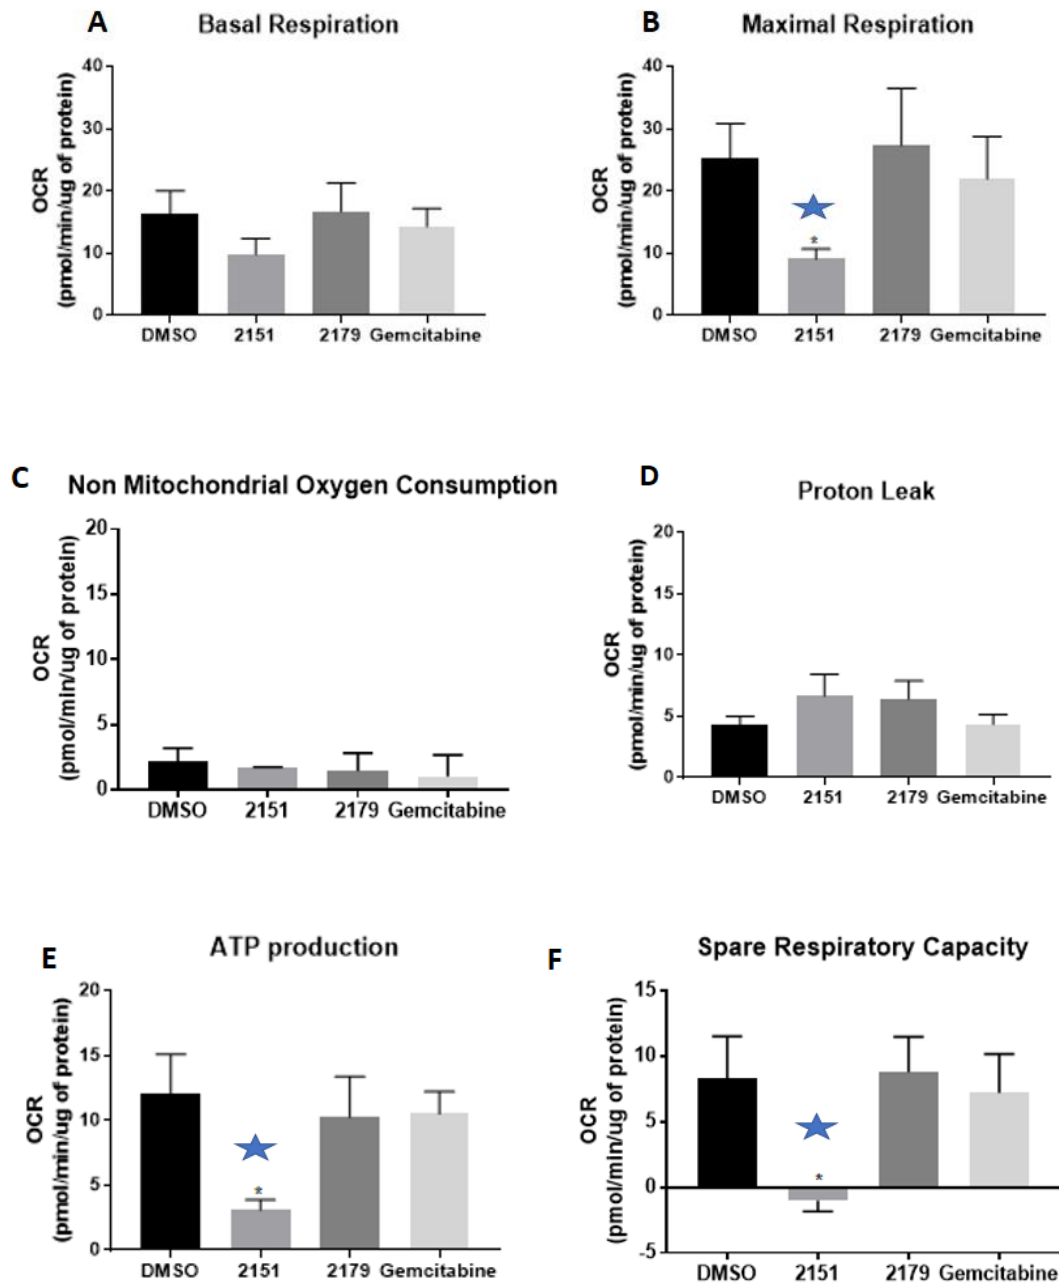 A
Basal Respiration
OCR
(pmol/min/ug of protein)
40
30
20
10
0
DMSO 2151 2179 Gemcitabine
B
Maximal Respiration
OCR
(pmol/min/ug of protein)
40
30
20
10
0
*
DMSO 2151 2179 Gemcitabine
C
Non Mitochondrial Oxygen Consumption
OCR
(pmol/min/ug of protein)
20
15
10
5
0
DMSO 2151 2179 Gemcitabine
D
Proton Leak
OCR
(pmol/min/ug of protein)
20
15
10
5
0
DMSO 2151 2179 Gemcitabine
E
ATP production
OCR
(pmol/min/ug of protein)
20
15
10
5
0
*
DMSO 2151 2179 Gemcitabine
F
Spare Respiratory Capacity
OCR
(pmol/min/ug of protein)
15
10
5
0
-5
*
DMSO 2151 2179 Gemcitabine